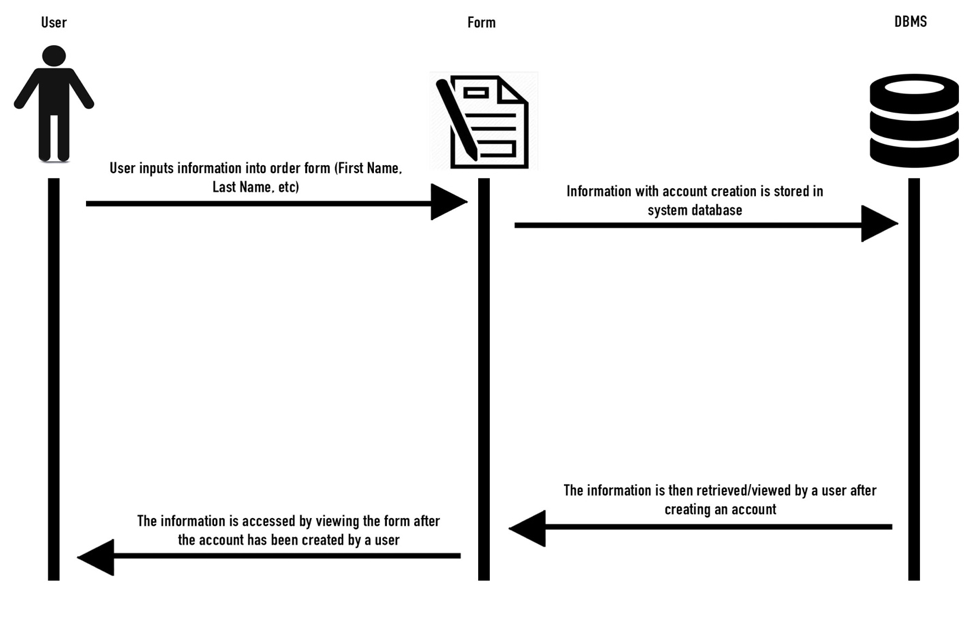 User
Form
DBMS
User inputs information into order form (First Name,
Last Name, etc)
Information with account creation is stored in
system database
The information is then retrieved/viewed by a user after
creating an account
The information is accessed by viewing the form after
the account has been created by a user